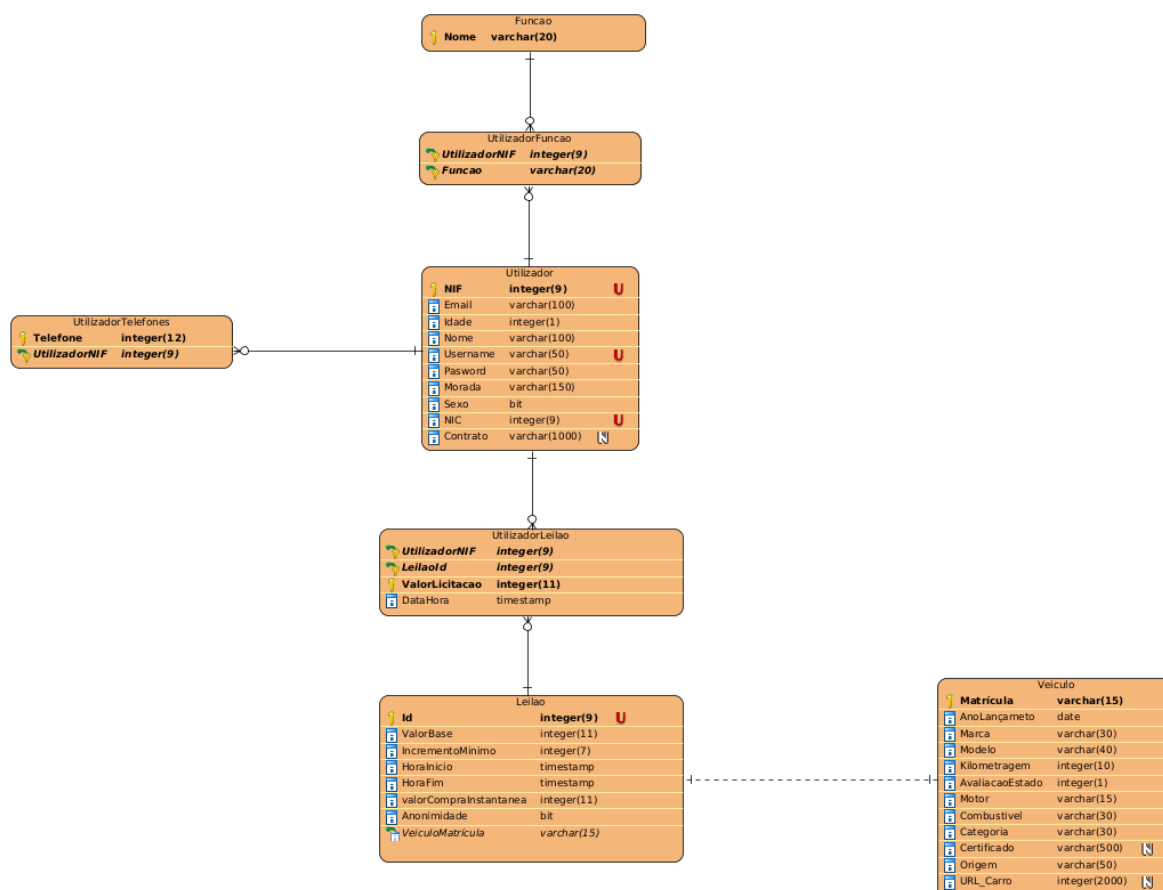 Funcao
Nome varchar(20)
UtilizadorFuncao
UtilizadorNIF integer(9)
Funcao varchar(20)
Utilizador
NIF integer(9) U
Email varchar(100)
Idade integer(1)
Nome varchar(100)
Username varchar(50) U
Pasword varchar(50)
Morada varchar(150)
Sexo bit
NIC integer(9) U
Contrato varchar(1000) N
UtilizadorTelefones
Telefone integer(12)
UtilizadorNIF integer(9)
UtilizadorLeilao
UtilizadorNIF integer(9)
LeilaoId integer(9)
ValorLicitacao integer(11)
DataHora timestamp
Leilao
Id integer(9) U
ValorBase integer(11)
IncrementoMinimo integer(7)
HoraInicio timestamp
HoraFim timestamp
valorCompraInstantanea integer(11)
Anonimidade bit
VeiculoMatrícula varchar(15)
Veiculo
Matrícula varchar(15)
AnoLançameto date
Marca varchar(30)
Modelo varchar(40)
Kilometragem integer(10)
AvaliacaoEstado integer(1)
Motor varchar(15)
Combustivel varchar(30)
Categoria varchar(30)
Certificado varchar(500) N
Origem varchar(50)
URL_Carro integer(2000) N